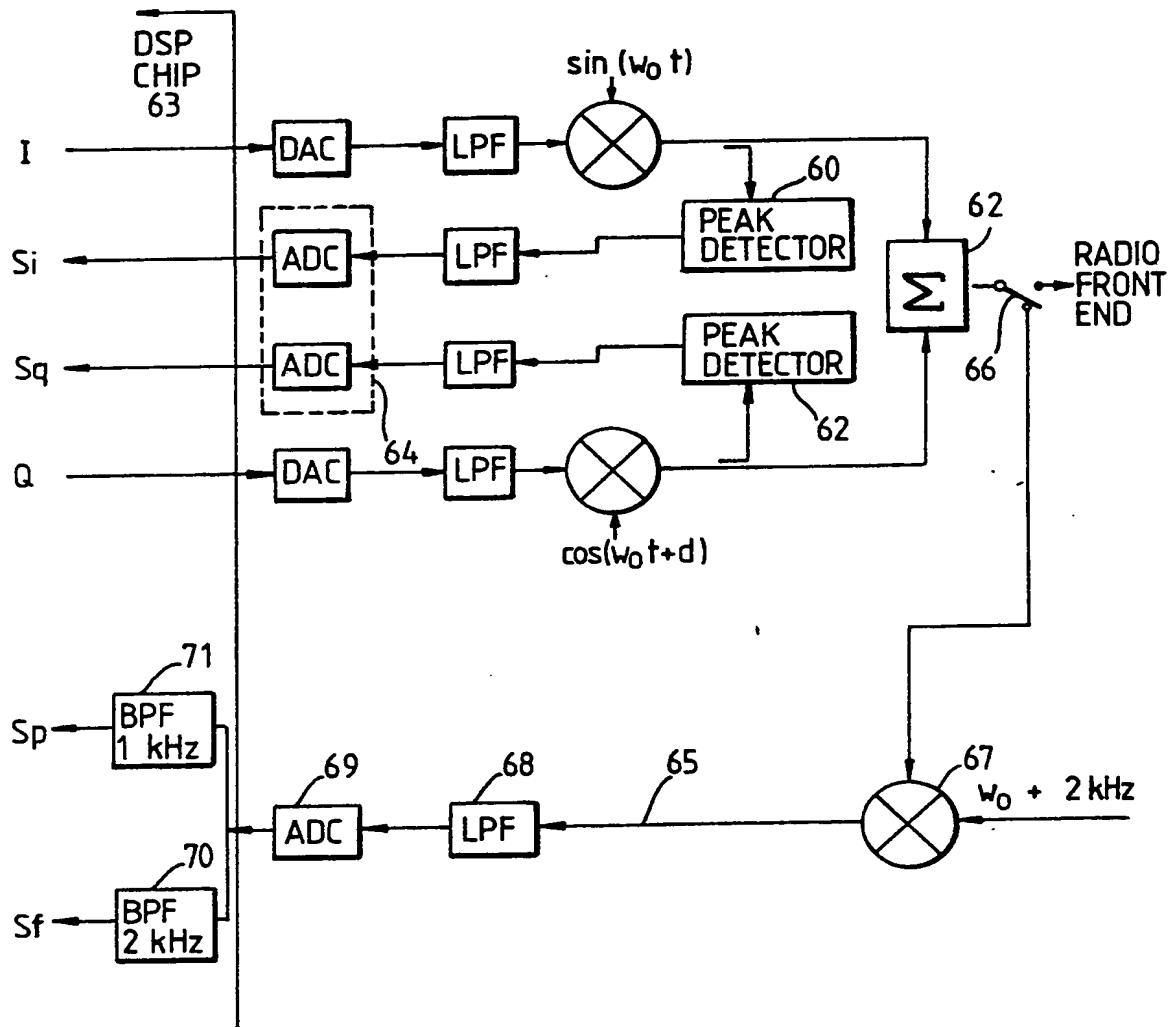 DSP
CHIP
63
sin (w₀ t)
I
DAC
LPF
60
PEAK
DETECTOR
62
Σ
RADIO
FRONT
END
66
Si
ADC
LPF
Sq
ADC
LPF
PEAK
DETECTOR
62
64
Q
DAC
LPF
cos(w₀ t+d)
71
Sp
BPF
1 kHz
69
ADC
68
LPF
65
67
w₀ + 2 kHz
70
Sf
BPF
2 kHz